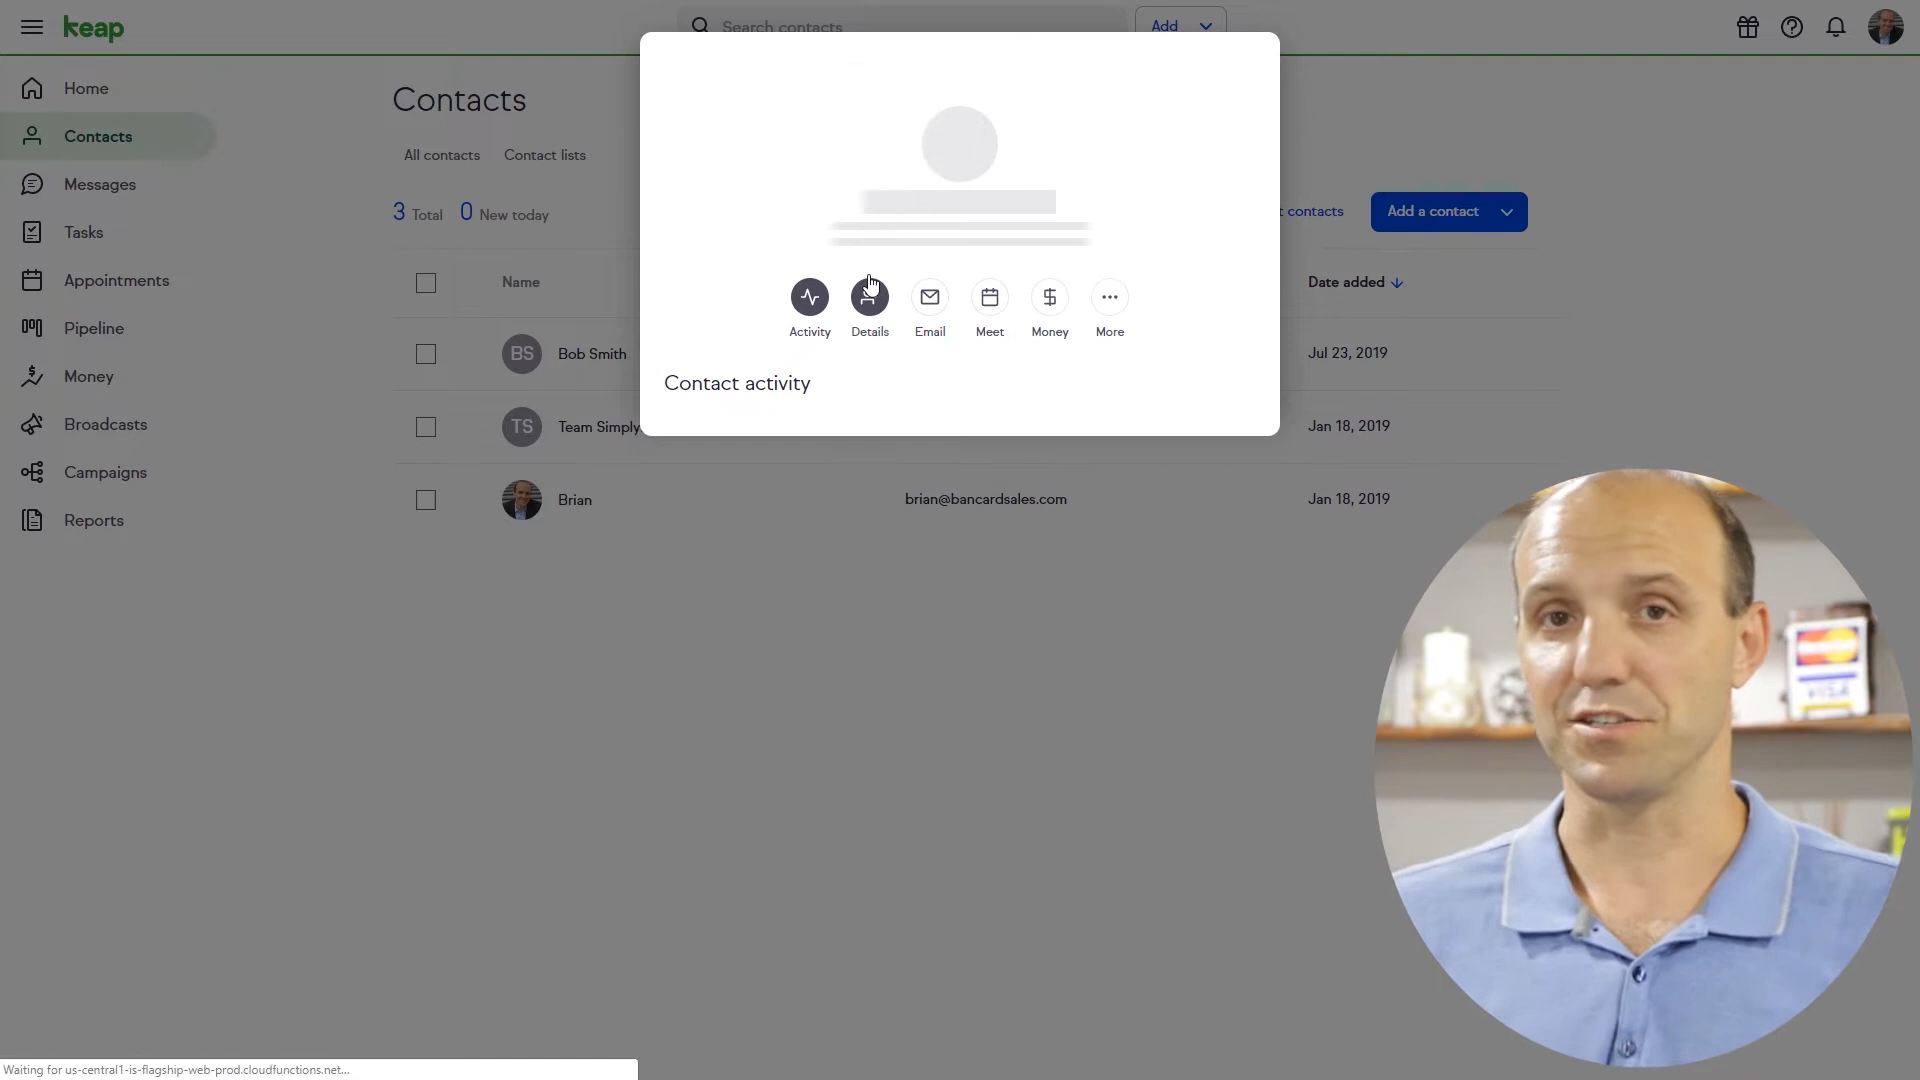 keap
Search contacts
Add
Home
Contacts
Messages
Tasks
Appointments
Pipeline
Money
Broadcasts
Campaigns
Reports
Contacts
All contacts
Contact lists
3 Total
0 New today
contacts
Add a contact
Name
Date added
BS
Bob Smith
Jul 23, 2019
TS
Team Simply
Jan 18, 2019
Brian
brian@bancardsales.com
Jan 18, 2019
Activity
Details
Email
Meet
Money
More
Contact activity
VISA
Waiting for us-central1-is-flagship-web-prod.cloudfunctions.net...